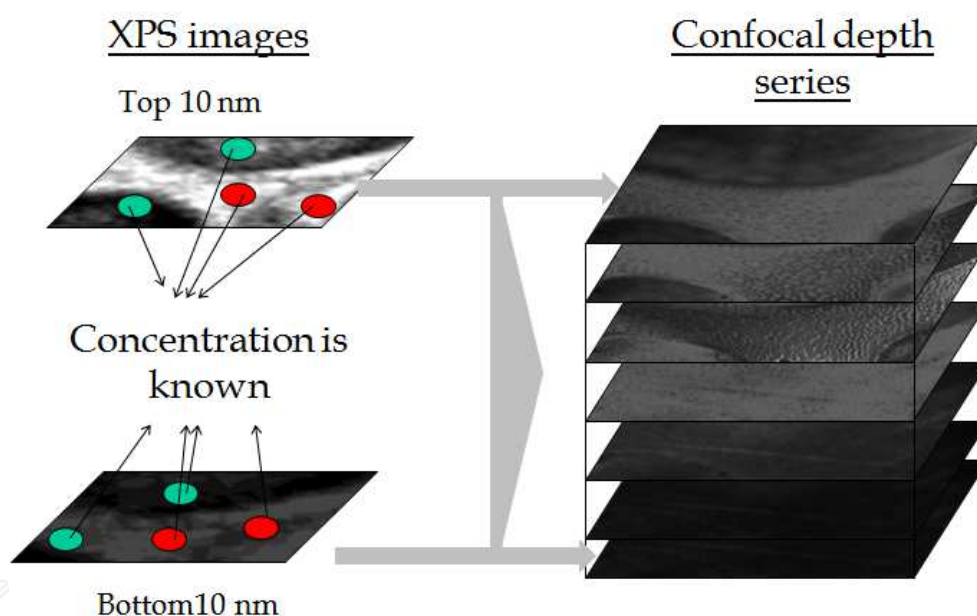 XPS images
Confocal depth
series
Top 10 nm
Concentration is
known
Bottom10 nm